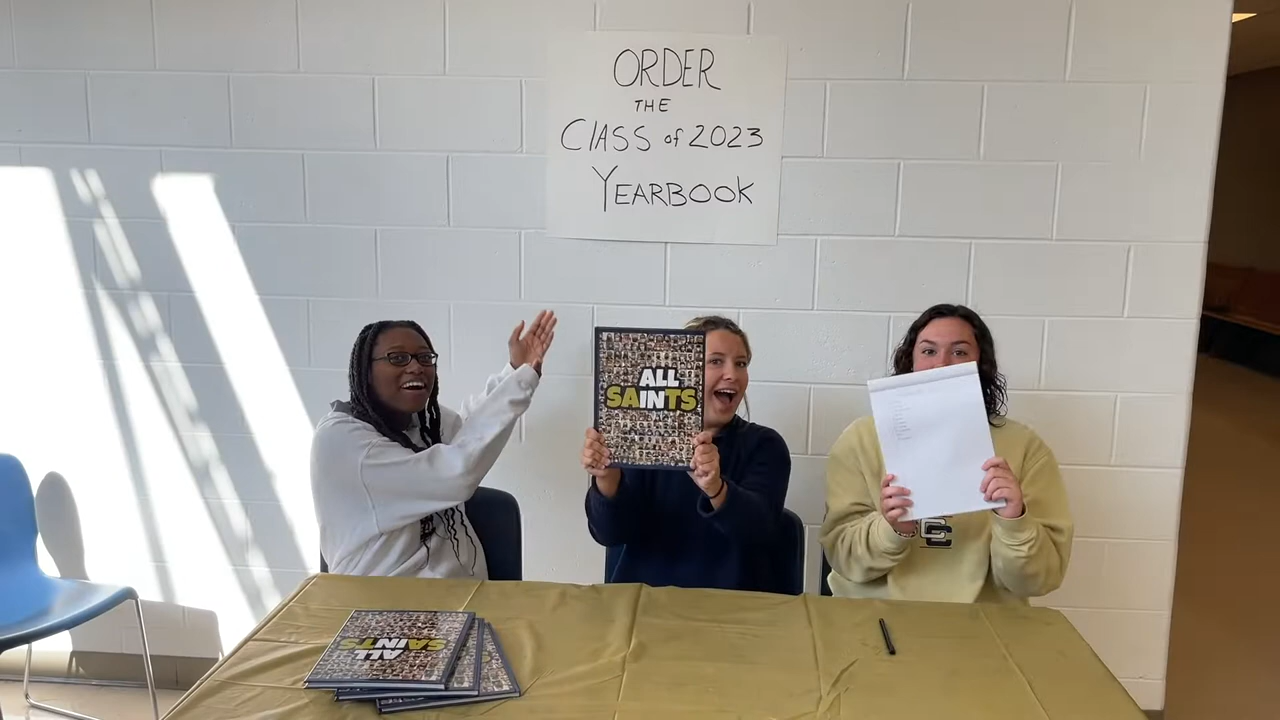 ORDER
THE
CLASS of 2023
YEARBOOK
ALL
SAINTS
ALL
SAINTS